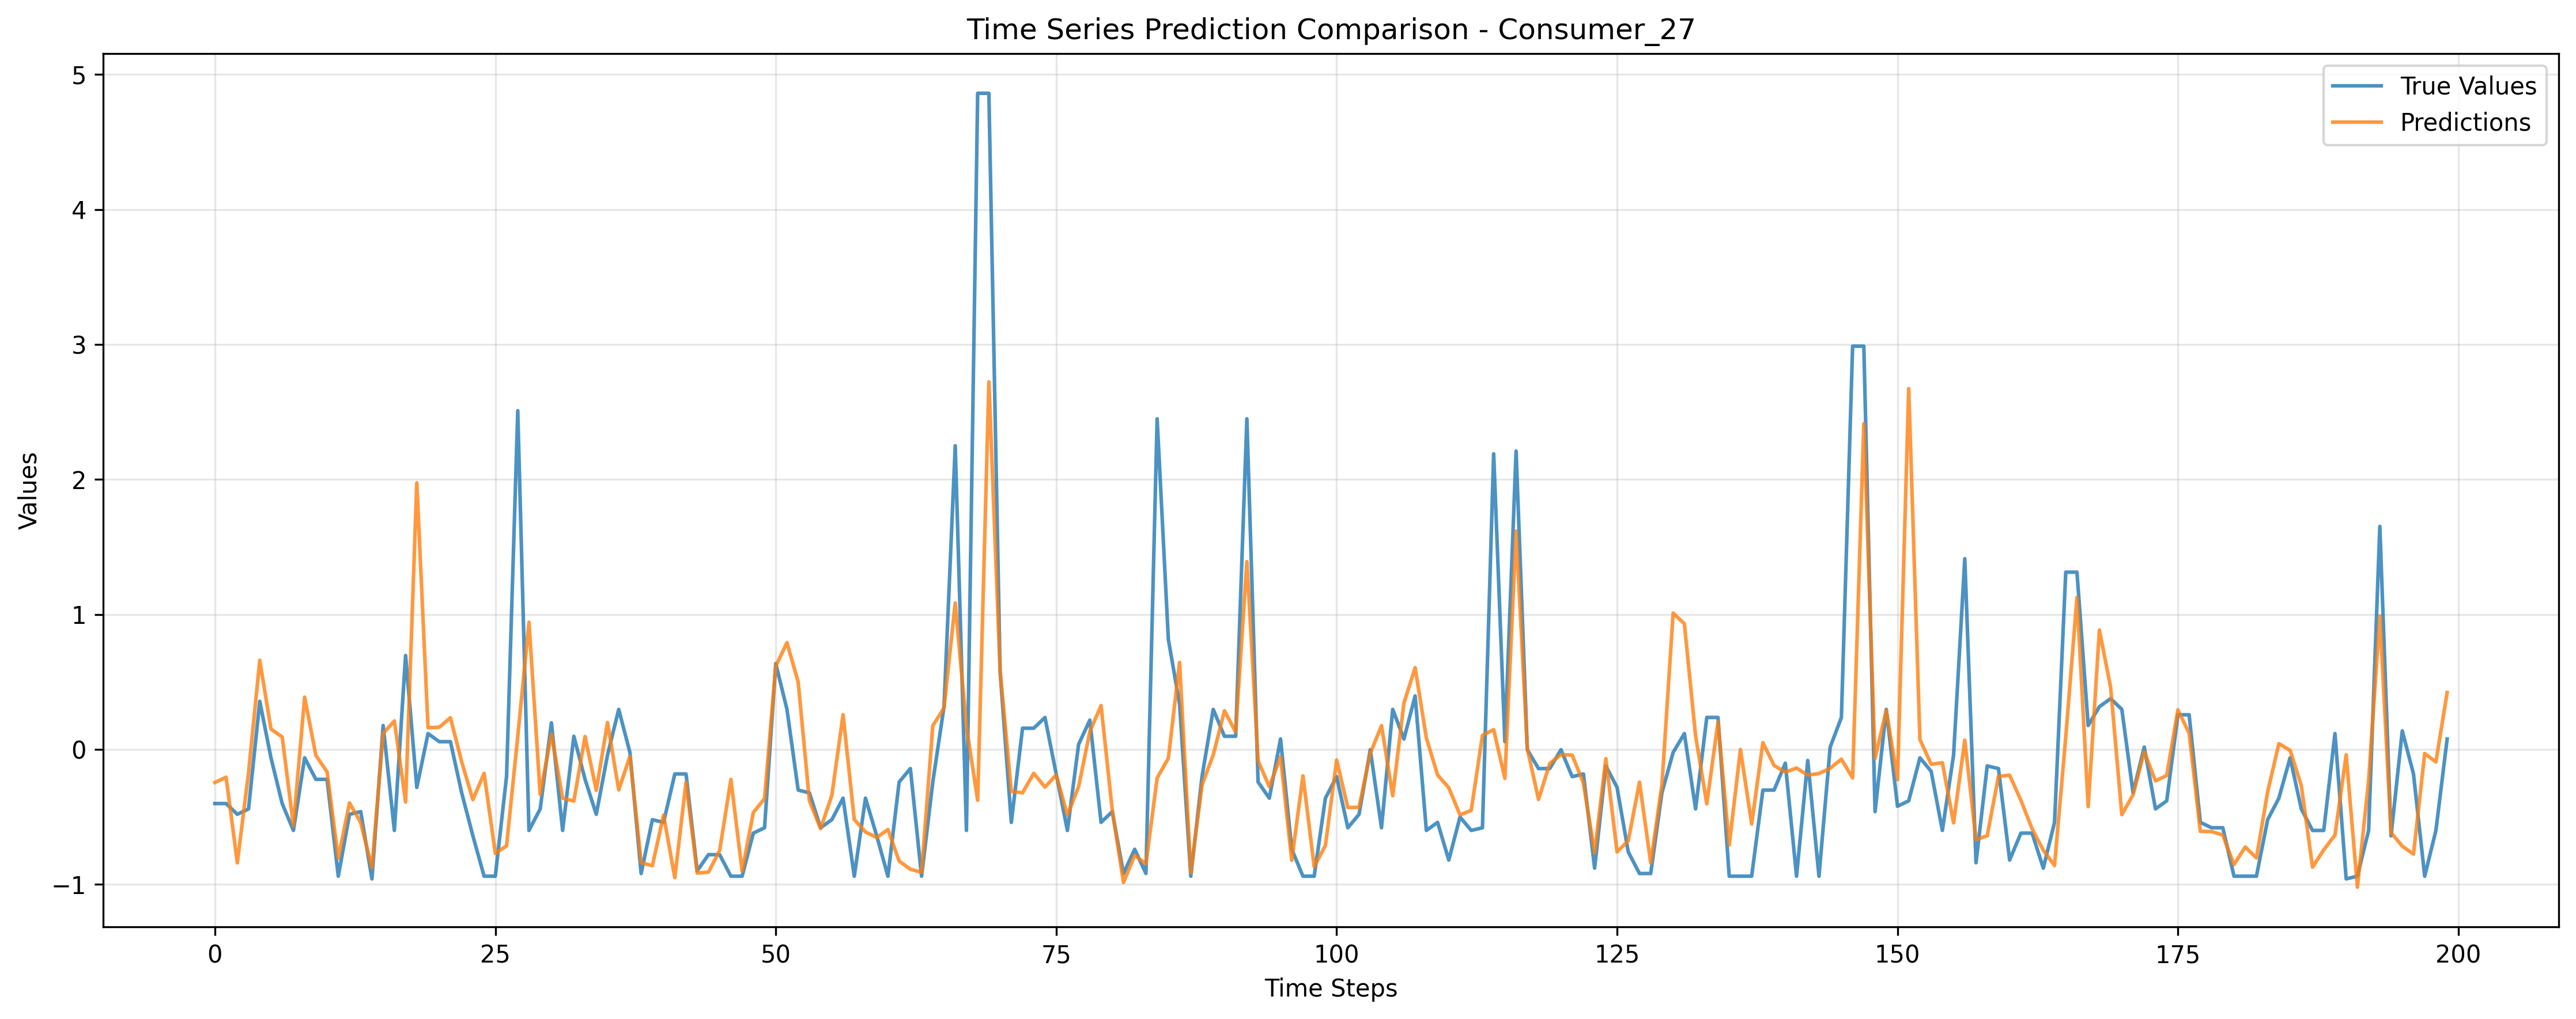 Time Series Prediction Comparison - Consumer_27
True Values
Predictions
Values
5
4
3
2
1
0
−1
0 25 50 75 100 125 150 175 200
Time Steps